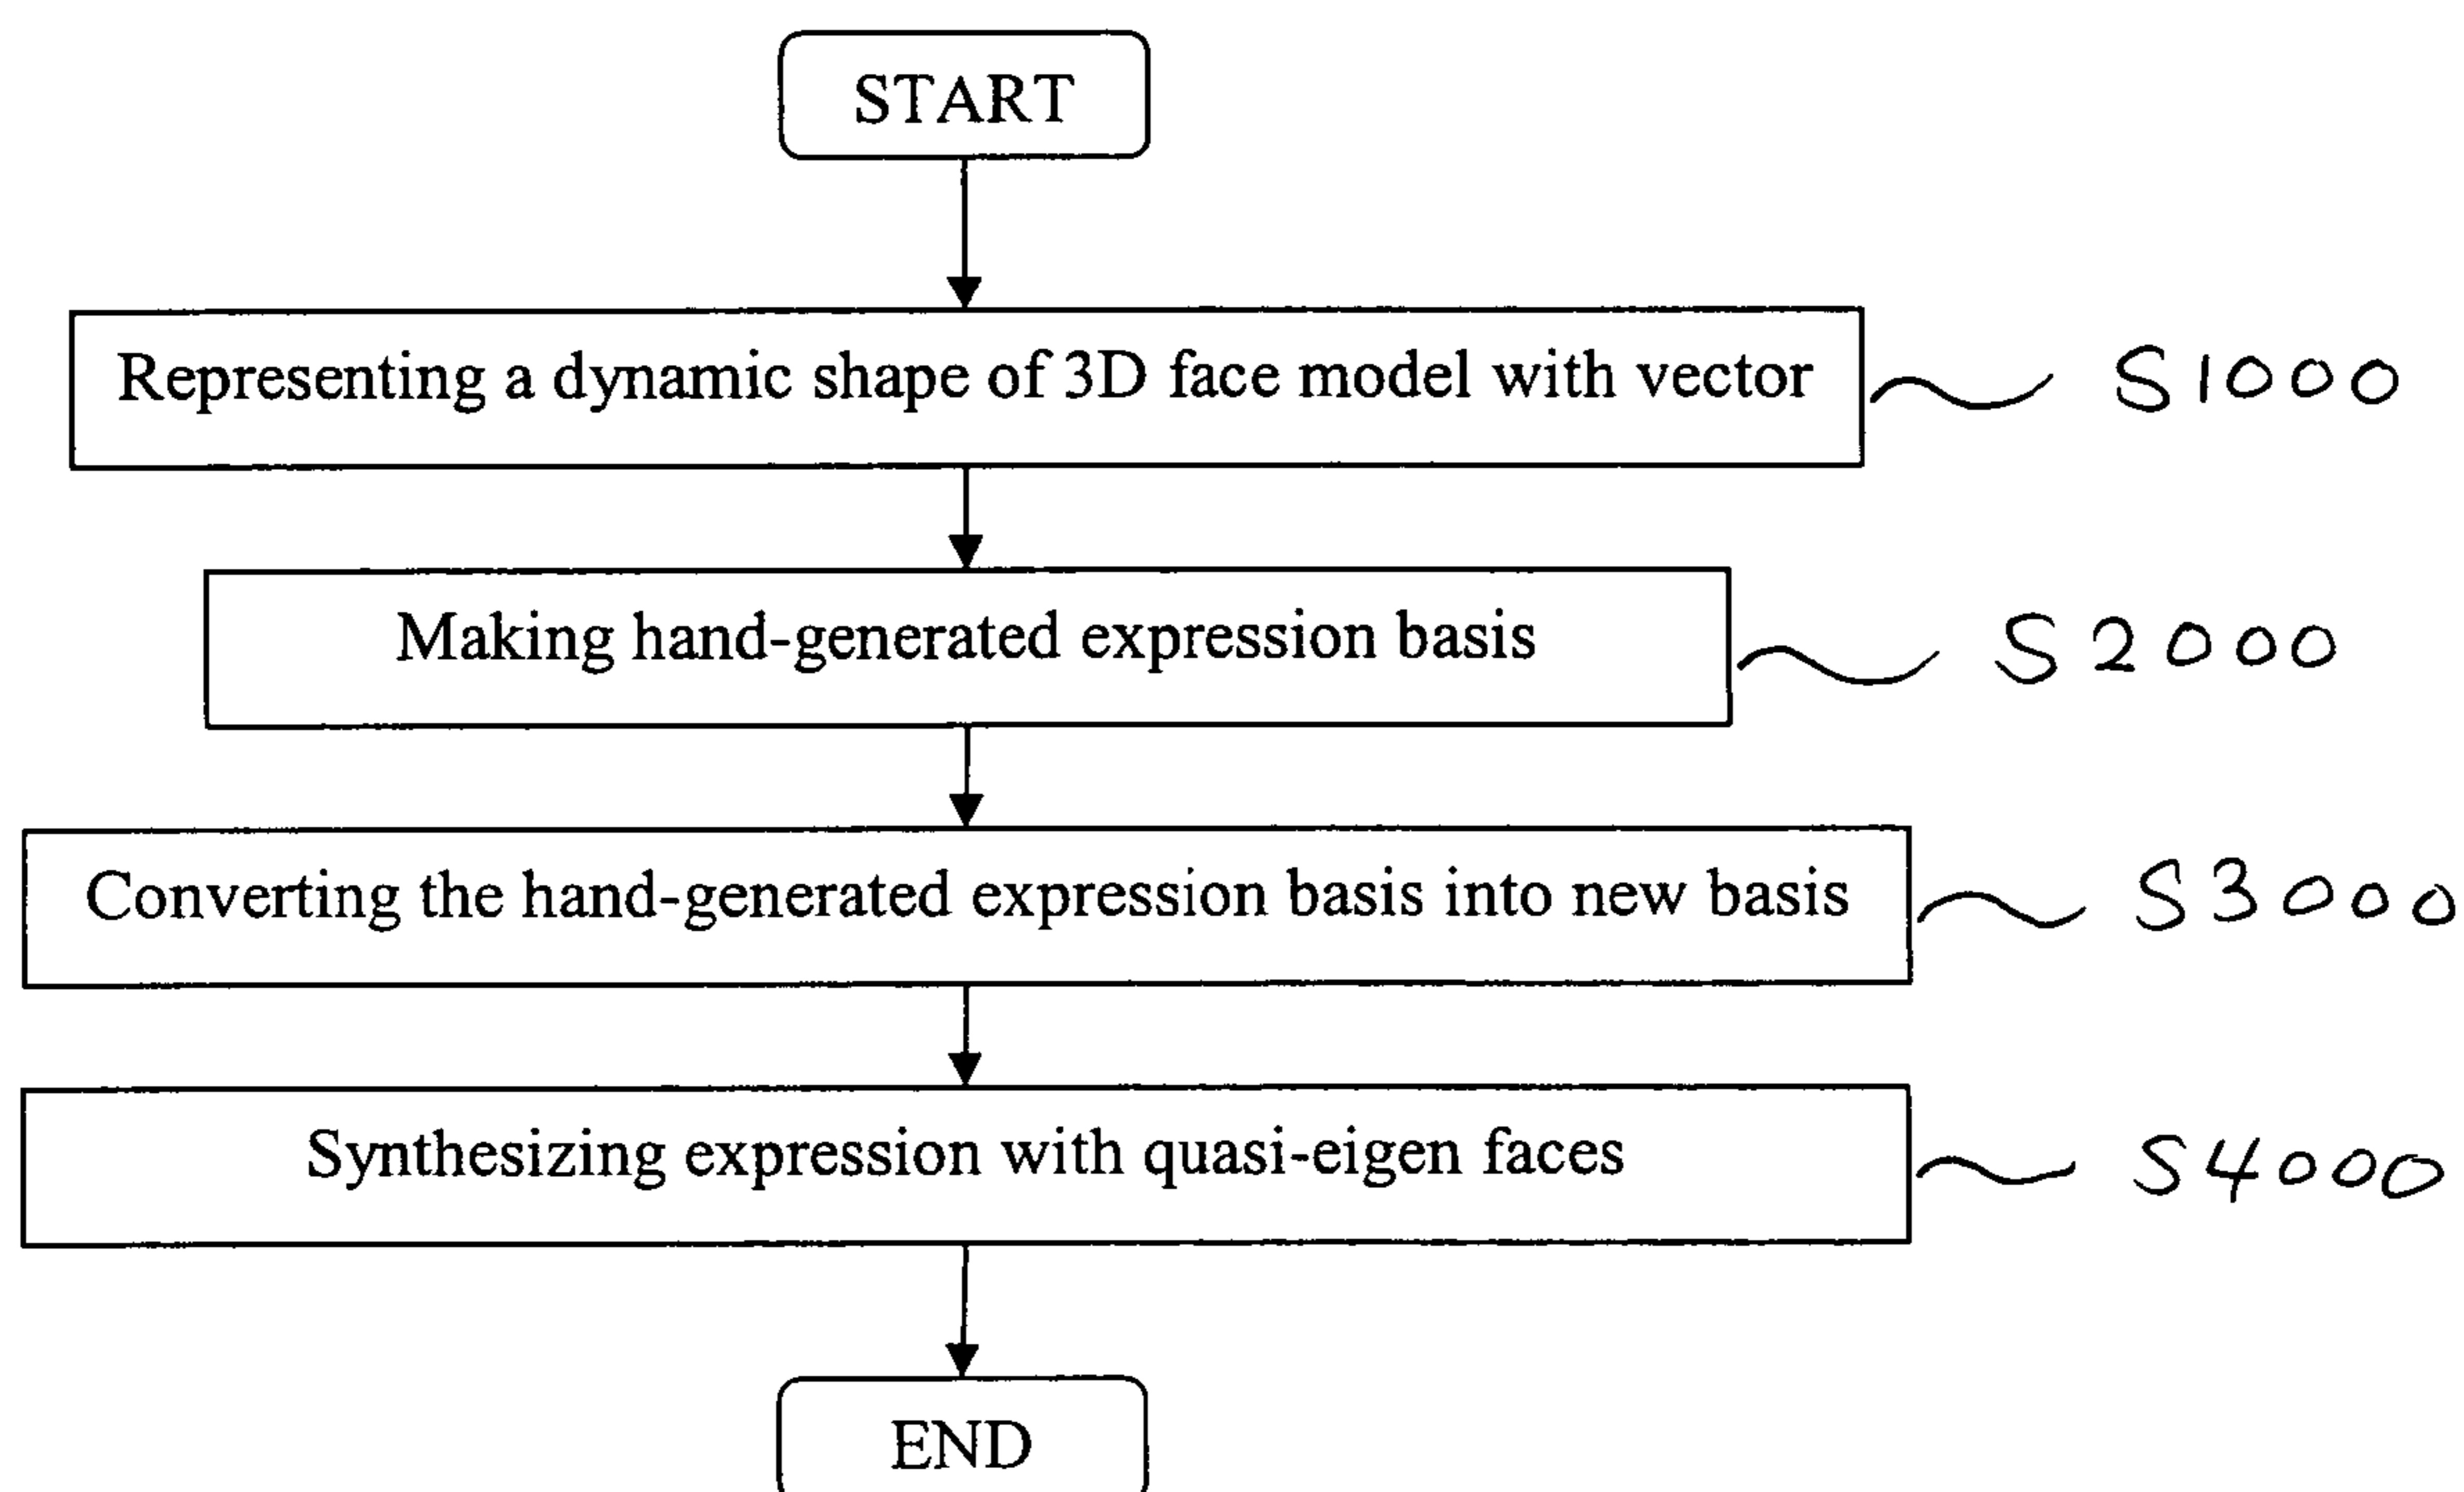 START
Representing a dynamic shape of 3D face model with vector
S1000
Making hand-generated expression basis
S2000
Converting the hand-generated expression basis into new basis
S3000
Synthesizing expression with quasi-eigen faces
S4000
END